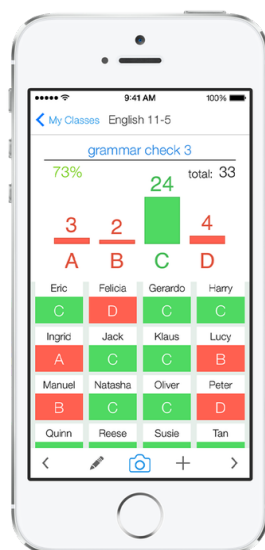 9:41 AM 100%
My Classes English 11-5
grammar check 3
73% total: 33
3 2 24 4
A B C D
Eric Felicia Gerardo Harry
C D C C
Ingrid Jack Klaus Lucy
A C C B
Manuel Natasha Oliver Peter
B C C D
Quinn Reese Susie Tan